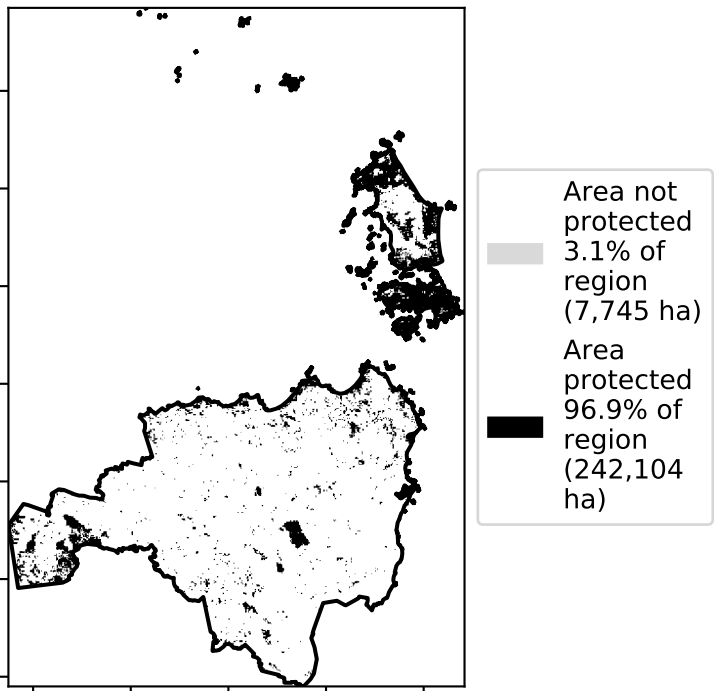 Area not
protected
3.1% of
region
(7,745 ha)
Area
protected
96.9% of
region
(242,104
ha)